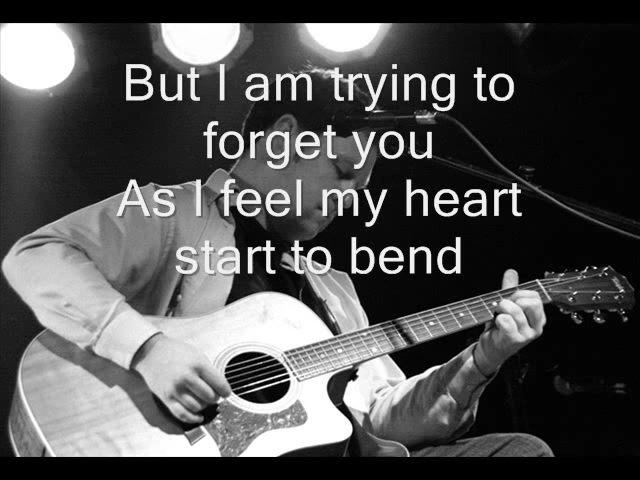 But I am trying to
forget you
As I feel my heart
start to bend